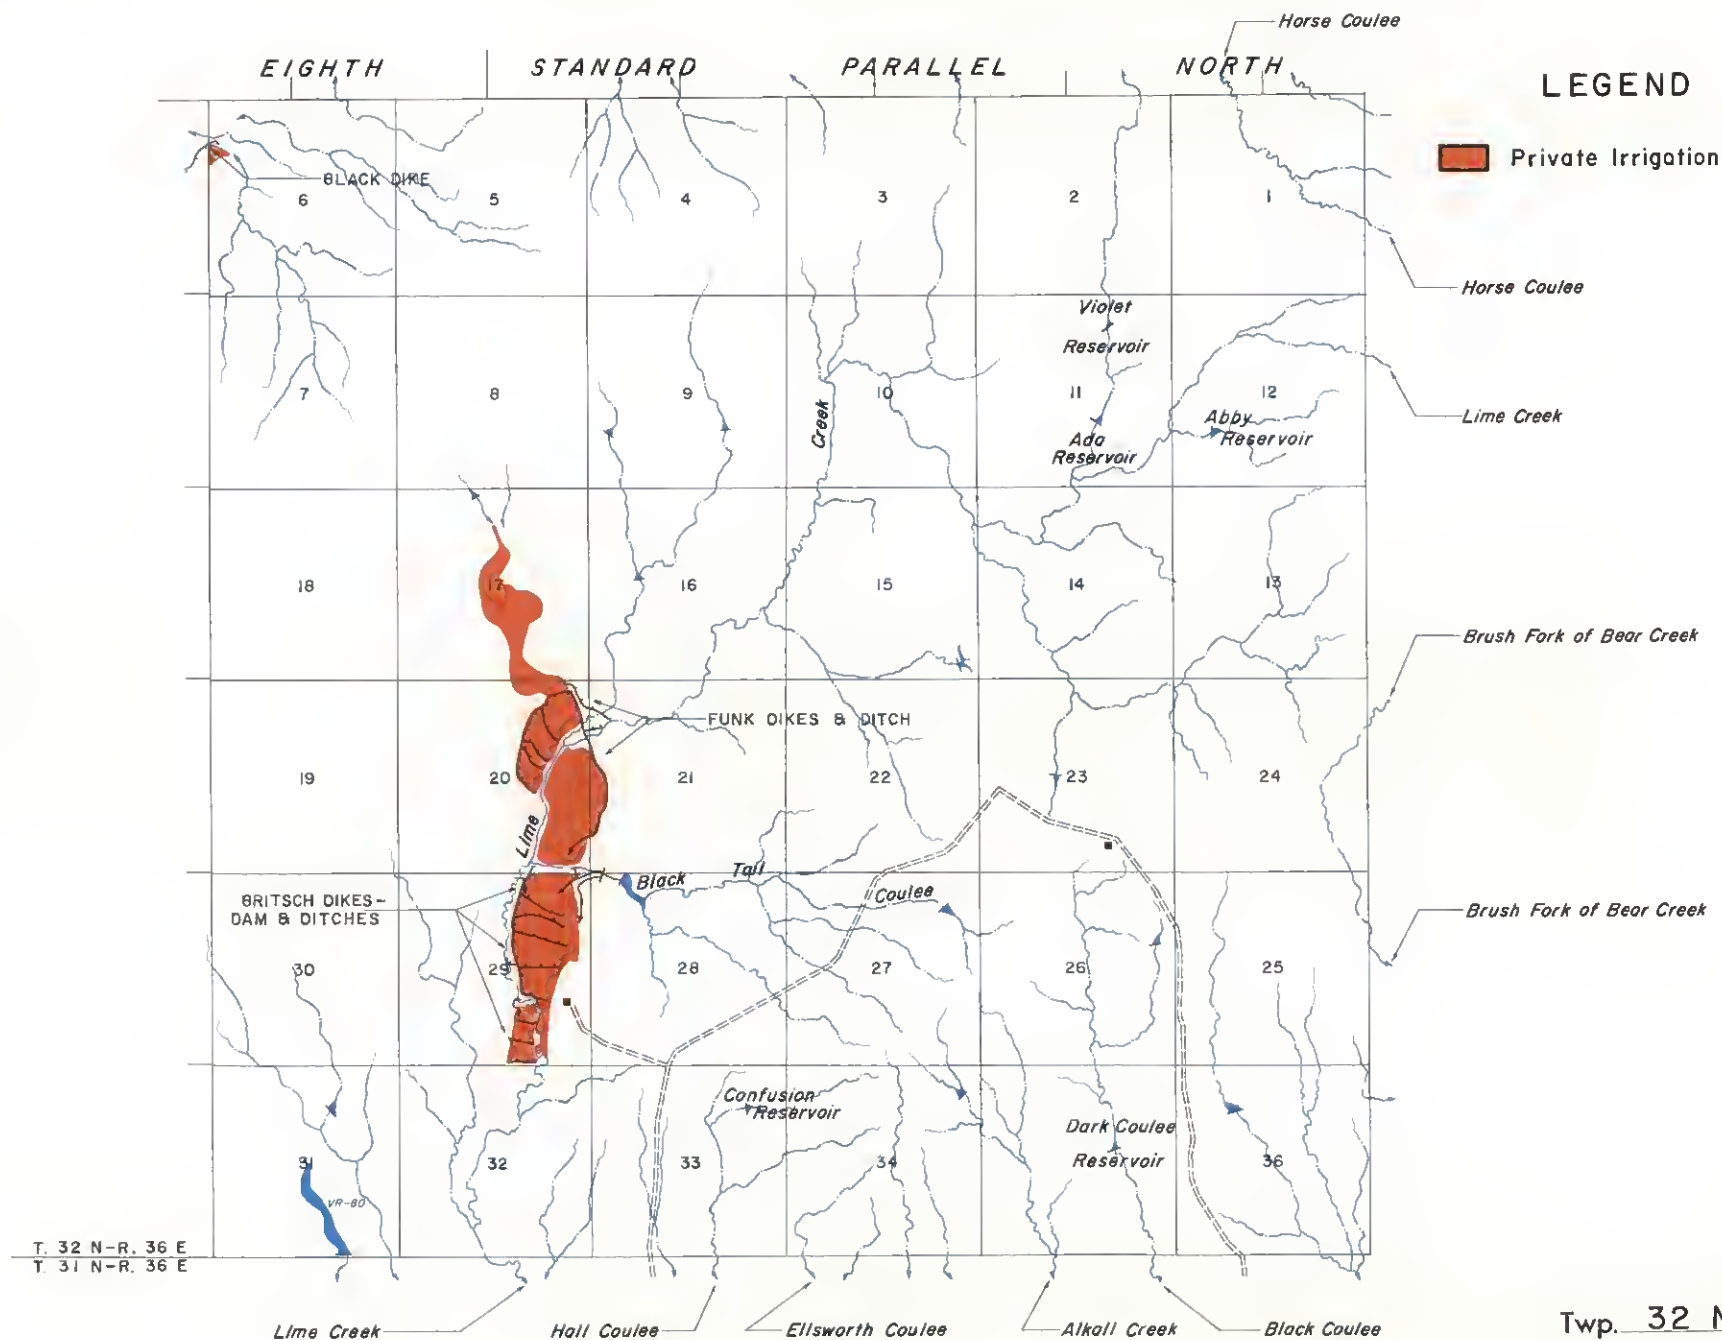 Horse Coulee
EIGHTH STANDARD PARALLEL NORTH
LEGEND
Private Irrigation
BLACK DIKE
6 5 4 3 2 1
Horse Coulee
Violet
Reservoir
7 8 9 10 11 12
Creek
Abby
Reservoir
Ada
Reservoir
Lime Creek
18 17 16 15 14 13
Brush Fork of Bear Creek
FUNK DIKES & DITCH
19 20 21 22 23 24
Lime
Black Tail
Coulee
BRITSCH DIKES-
DAM & DITCHES
Brush Fork of Bear Creek
30 29 28 27 26 25
Confusion
Reservoir
Dark Coulee
Reservoir
31 32 33 34 36
VR-80
T. 32 N-R. 36 E
T. 31 N-R. 36 E
Lime Creek
Hall Coulee
Ellsworth Coulee
Alkali Creek
Black Coulee
Twp. 32 N